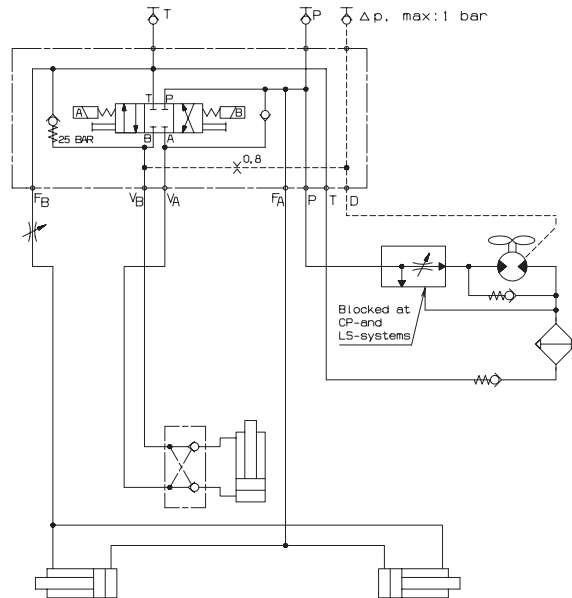 T
P
Δp, max:1 bar
T P
A
B
25 BAR
B A
0.8
FB
VB
VA
FA
P
T
D
Blocked at
CP-and
LS-systems